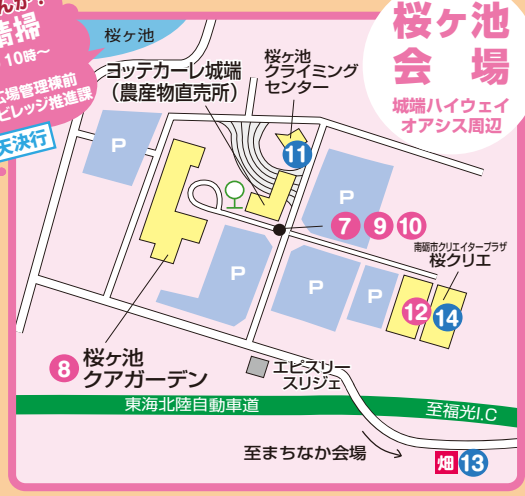 清掃
10時〜
広場管理棟前
ビレッジ推進課
天決行
桜ヶ池
会場
城端ハイウェイ
オアシス周辺
桜ヶ池
ヨッテカーレ城端
（農産物直売所）
桜ヶ池
クライミング
センター
11
P
P
7 9 10
南砺市クリエイタープラザ
桜クリエ
P
P
P
12
14
8
桜ヶ池
クアガーデン
エピスリー
スリジェ
東海北陸自動車道
至福光I.C
至まちなか会場
畑 13